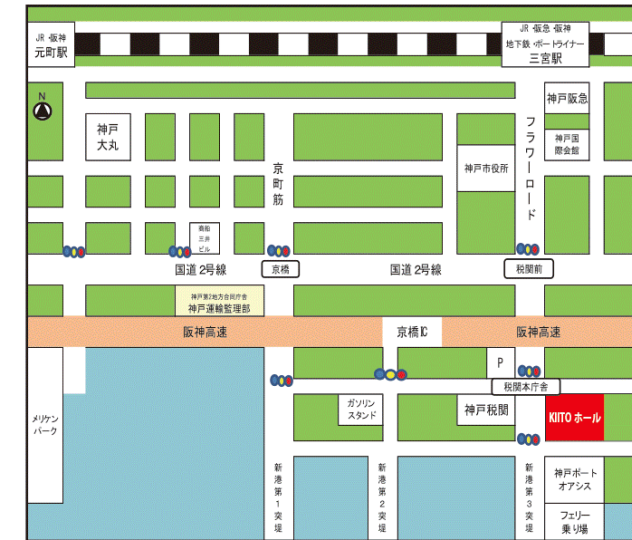 JR・阪神
元町駅
JR・阪急・阪神
地下鉄・ポートライナー
三宮駅
N
神戸
大丸
京町筋
フラワーロード
神戸阪急
神戸国
際会館
神戸市役所
商船
三井
ビル
国道2号線
京橋
国道2号線
税関前
神戸第2地方合同庁舎
神戸運輸監理部
阪神高速
京橋IC
阪神高速
P
税関本庁舎
メリケン
パーク
ガソリン
スタンド
神戸税関
KIITO ホール
新港第1突堤
新港第2突堤
新港第3突堤
神戸ポート
オアシス
フェリー
乗り場